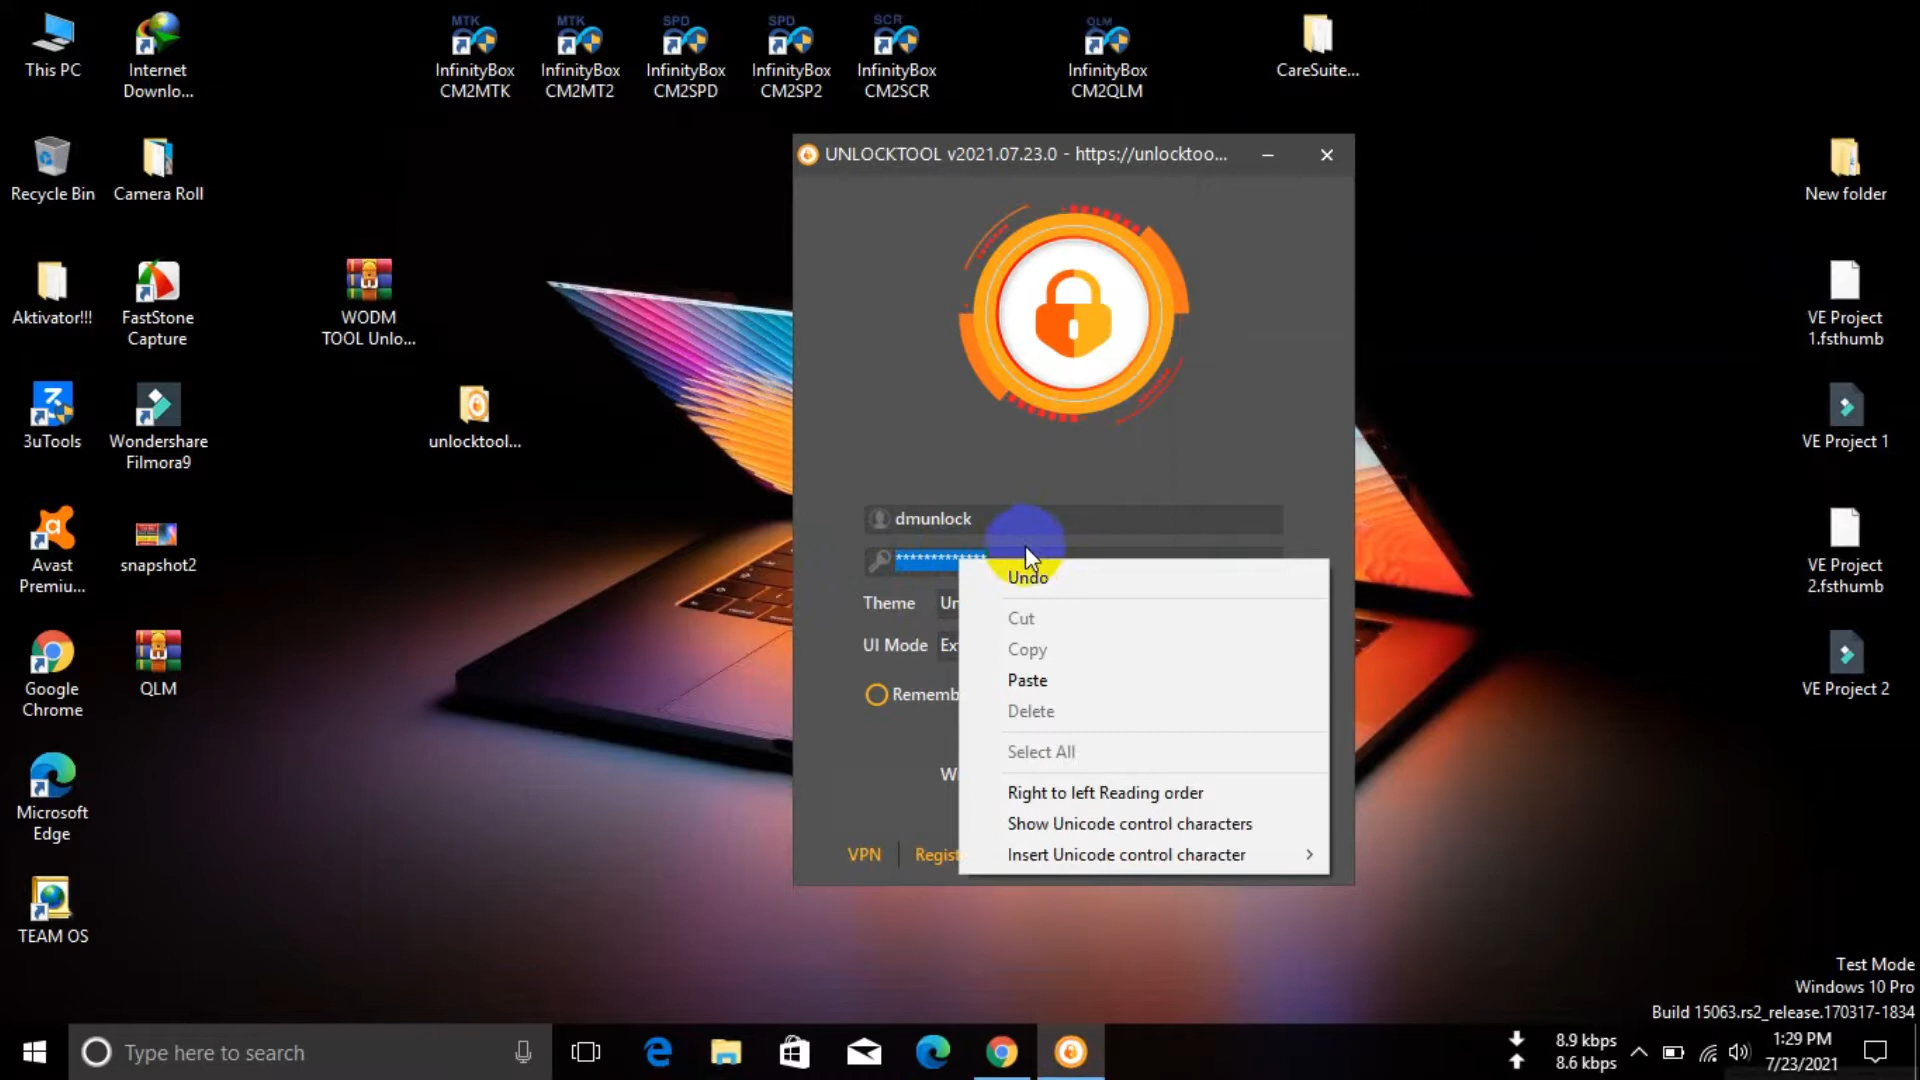 This PC
Internet
Downlo...
MTK
InfinityBox
CM2MTK
MTK
InfinityBox
CM2MT2
SPD
InfinityBox
CM2SPD
SPD
InfinityBox
CM2SP2
SCR
InfinityBox
CM2SCR
QLM
InfinityBox
CM2QLM
CareSuite...
Recycle Bin
Camera Roll
New folder
Aktivator!!!
FastStone
Capture
WODM
TOOL Unlo...
VE Project
1.fsthumb
3uTools
Wondershare
Filmora9
unlocktool...
VE Project 1
Avast
Premiu...
snapshot2
VE Project
2.fsthumb
Google
Chrome
QLM
VE Project 2
Microsoft
Edge
TEAM OS
UNLOCKTOOL v2021.07.23.0 - https://unlocktoo...
dmunlock
*************
Theme
Un
UI Mode
Ex
Rememb
W
VPN
Regist
Undo
Cut
Copy
Paste
Delete
Select All
Right to left Reading order
Show Unicode control characters
Insert Unicode control character
Test Mode
Windows 10 Pro
Build 15063.rs2_release.170317-1834
Type here to search
8.9 kbps
8.6 kbps
1:29 PM
7/23/2021